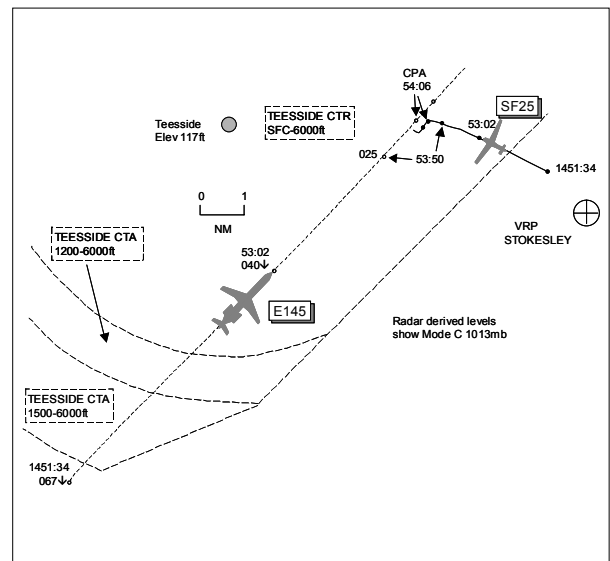 CPA
54:06
SF25
Teesside
Elev 117ft
TEESSIDE CTR
SFC-6000ft
53:02
025
53:50
1451:34
0 1
NM
VRP
STOKESLEY
TEESSIDE CTA
1200-6000ft
53:02
040↓
E145
Radar derived levels
show Mode C 1013mb
TEESSIDE CTA
1500-6000ft
1451:34
067↓